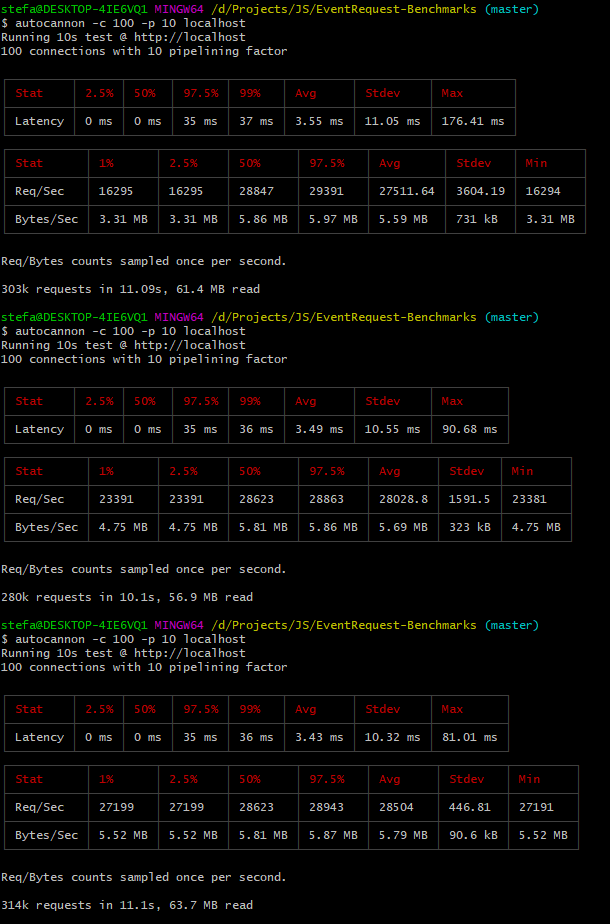 stefa@DESKTOP-4IE6VQ1 MINGW64 /d/Projects/JS/EventRequest-Benchmarks (master)
$ autocannon -c 100 -p 10 localhost
Running 10s test @ http://localhost
100 connections with 10 pipelining factor
Stat 2.5% 50% 97.5% 99% Avg Stdev Max
Latency 0 ms 0 ms 35 ms 37 ms 3.55 ms 11.05 ms 176.41 ms
Stat 1% 2.5% 50% 97.5% Avg Stdev Min
Req/Sec 16295 16295 28847 29391 27511.64 3604.19 16294
Bytes/Sec 3.31 MB 3.31 MB 5.86 MB 5.97 MB 5.59 MB 731 kB 3.31 MB
Req/Bytes counts sampled once per second.
303k requests in 11.09s, 61.4 MB read
stefa@DESKTOP-4IE6VQ1 MINGW64 /d/Projects/JS/EventRequest-Benchmarks (master)
$ autocannon -c 100 -p 10 localhost
Running 10s test @ http://localhost
100 connections with 10 pipelining factor
Stat 2.5% 50% 97.5% 99% Avg Stdev Max
Latency 0 ms 0 ms 35 ms 36 ms 3.49 ms 10.55 ms 90.68 ms
Stat 1% 2.5% 50% 97.5% Avg Stdev Min
Req/Sec 23391 23391 28623 28863 28028.8 1591.5 23381
Bytes/Sec 4.75 MB 4.75 MB 5.81 MB 5.86 MB 5.69 MB 323 kB 4.75 MB
Req/Bytes counts sampled once per second.
280k requests in 10.1s, 56.9 MB read
stefa@DESKTOP-4IE6VQ1 MINGW64 /d/Projects/JS/EventRequest-Benchmarks (master)
$ autocannon -c 100 -p 10 localhost
Running 10s test @ http://localhost
100 connections with 10 pipelining factor
Stat 2.5% 50% 97.5% 99% Avg Stdev Max
Latency 0 ms 0 ms 35 ms 36 ms 3.43 ms 10.32 ms 81.01 ms
Stat 1% 2.5% 50% 97.5% Avg Stdev Min
Req/Sec 27199 27199 28623 28943 28504 446.81 27191
Bytes/Sec 5.52 MB 5.52 MB 5.81 MB 5.87 MB 5.79 MB 90.6 kB 5.52 MB
Req/Bytes counts sampled once per second.
314k requests in 11.1s, 63.7 MB read